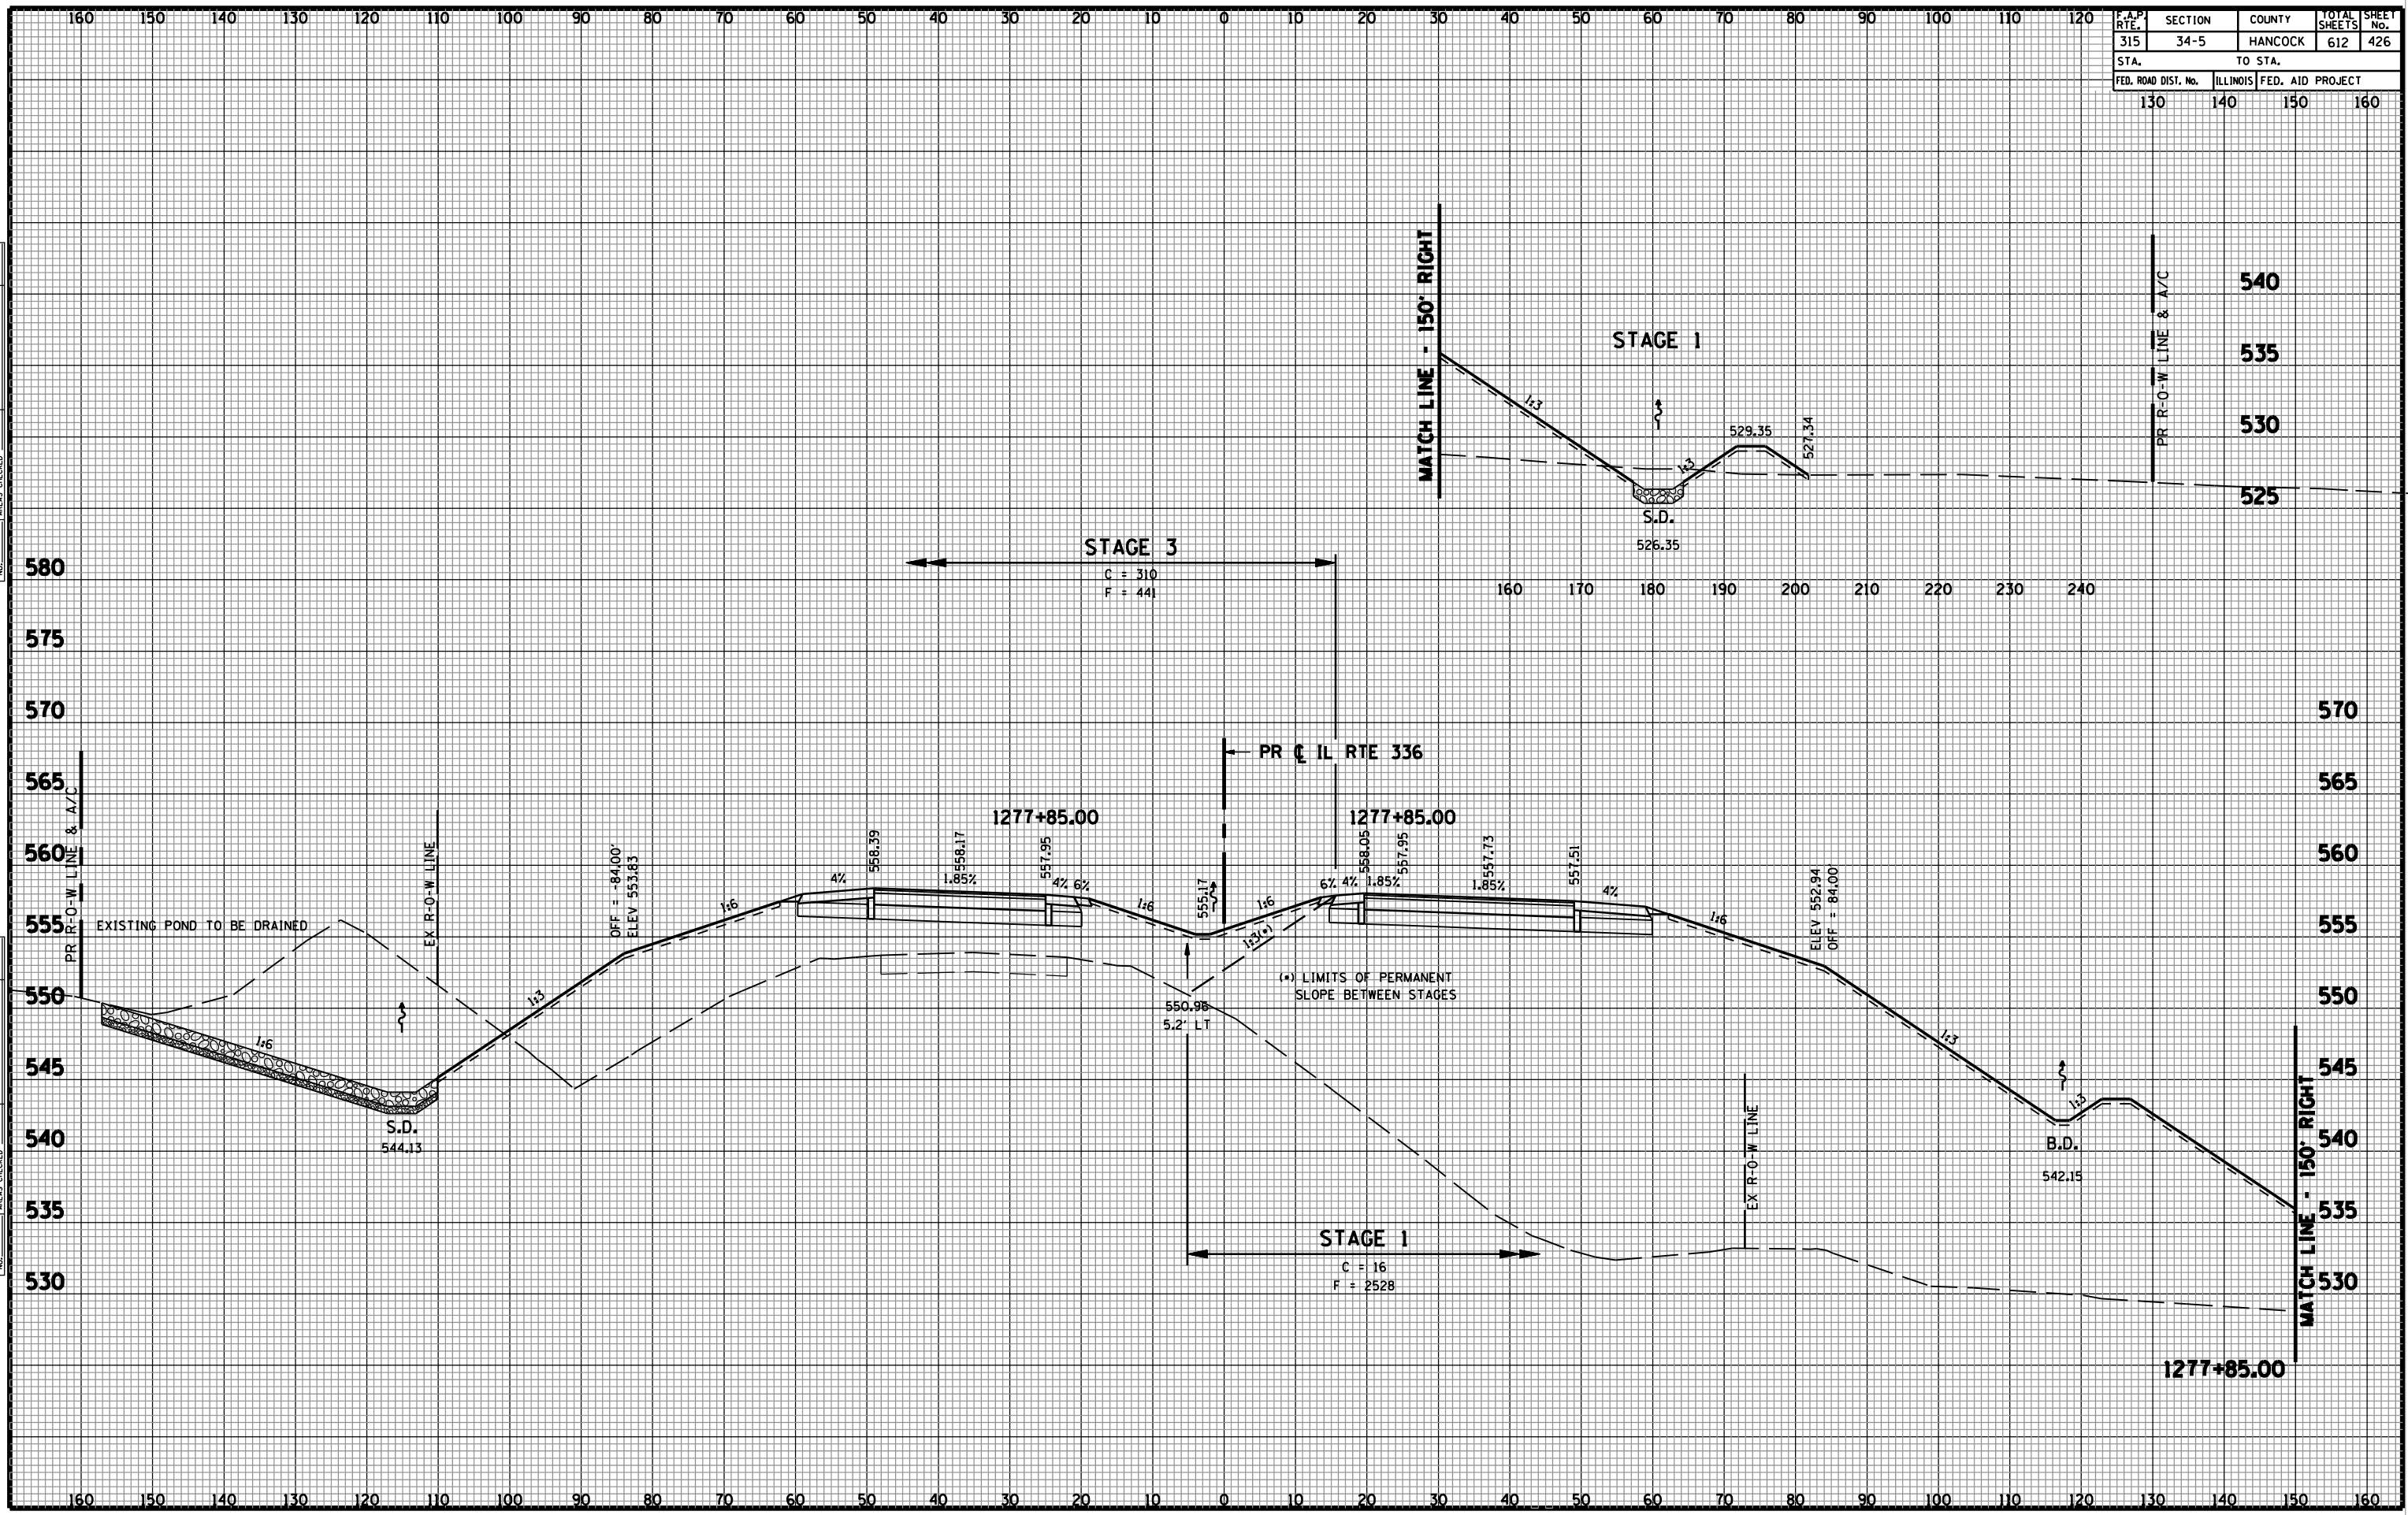 160 150 140 130 120 110 100 90 80 70 60 50 40 30 20 10 0 10 20 30 40 50 60 70 80 90 100 110 120
F.A.P. RTE. SECTION COUNTY TOTAL SHEETS SHEET No.
315 34-5 HANCOCK 612 426
STA. TO STA.
FED. ROAD DIST. No. ILLINOIS FED. AID PROJECT
130 140 150 160
MATCH LINE - 150' RIGHT
STAGE 1
1:3
1:3
529.35
527.34
S.D.
526.35
PR R-O-W LINE & A/C
540
535
530
525
160 170 180 190 200 210 220 230 240
STAGE 3
C = 310
F = 441
580
575
570
565
560
555
550
545
540
535
530
570
565
560
555
550
545
540
535
530
PR ℄ IL RTE 336
1277+85.00
1277+85.00
PR R-O-W LINE & A/C
EXISTING POND TO BE DRAINED
EX R-O-W LINE
OFF = -84.00'
ELEV 553.83
1:6
4%
558.39
558.17
1.85%
557.95
4% 6%
1:6
555.17
1:6
1:3(•)
6% 4% 1.85%
558.05
557.95
557.73
1.85%
557.51
4%
1:6
ELEV 552.94
OFF = 84.00'
(•) LIMITS OF PERMANENT
SLOPE BETWEEN STAGES
550.98
5.2' LT
1:3
1:6
S.D.
544.13
1:3
1:3
B.D.
542.15
EX R-O-W LINE
STAGE 1
C = 16
F = 2528
MATCH LINE - 150' RIGHT
1277+85.00
160 150 140 130 120 110 100 90 80 70 60 50 40 30 20 10 0 10 20 30 40 50 60 70 80 90 100 110 120 130 140 150 160